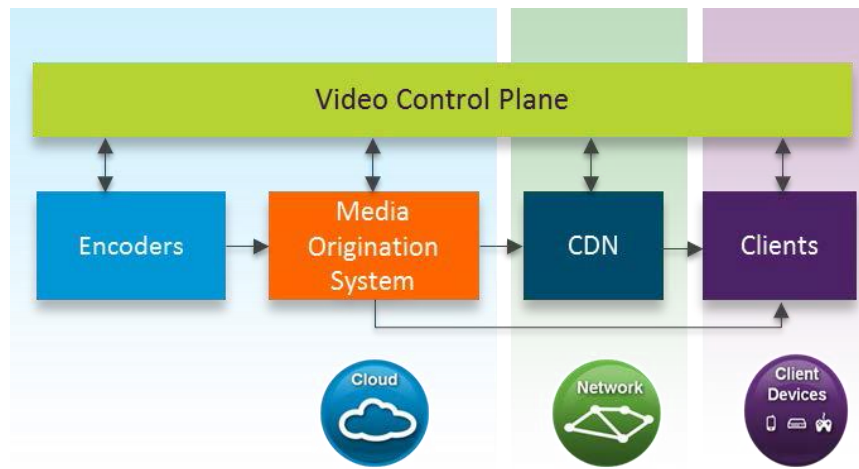 Video Control Plane
Encoders
Media
Origination
System
CDN
Clients
Cloud
Network
Client
Devices